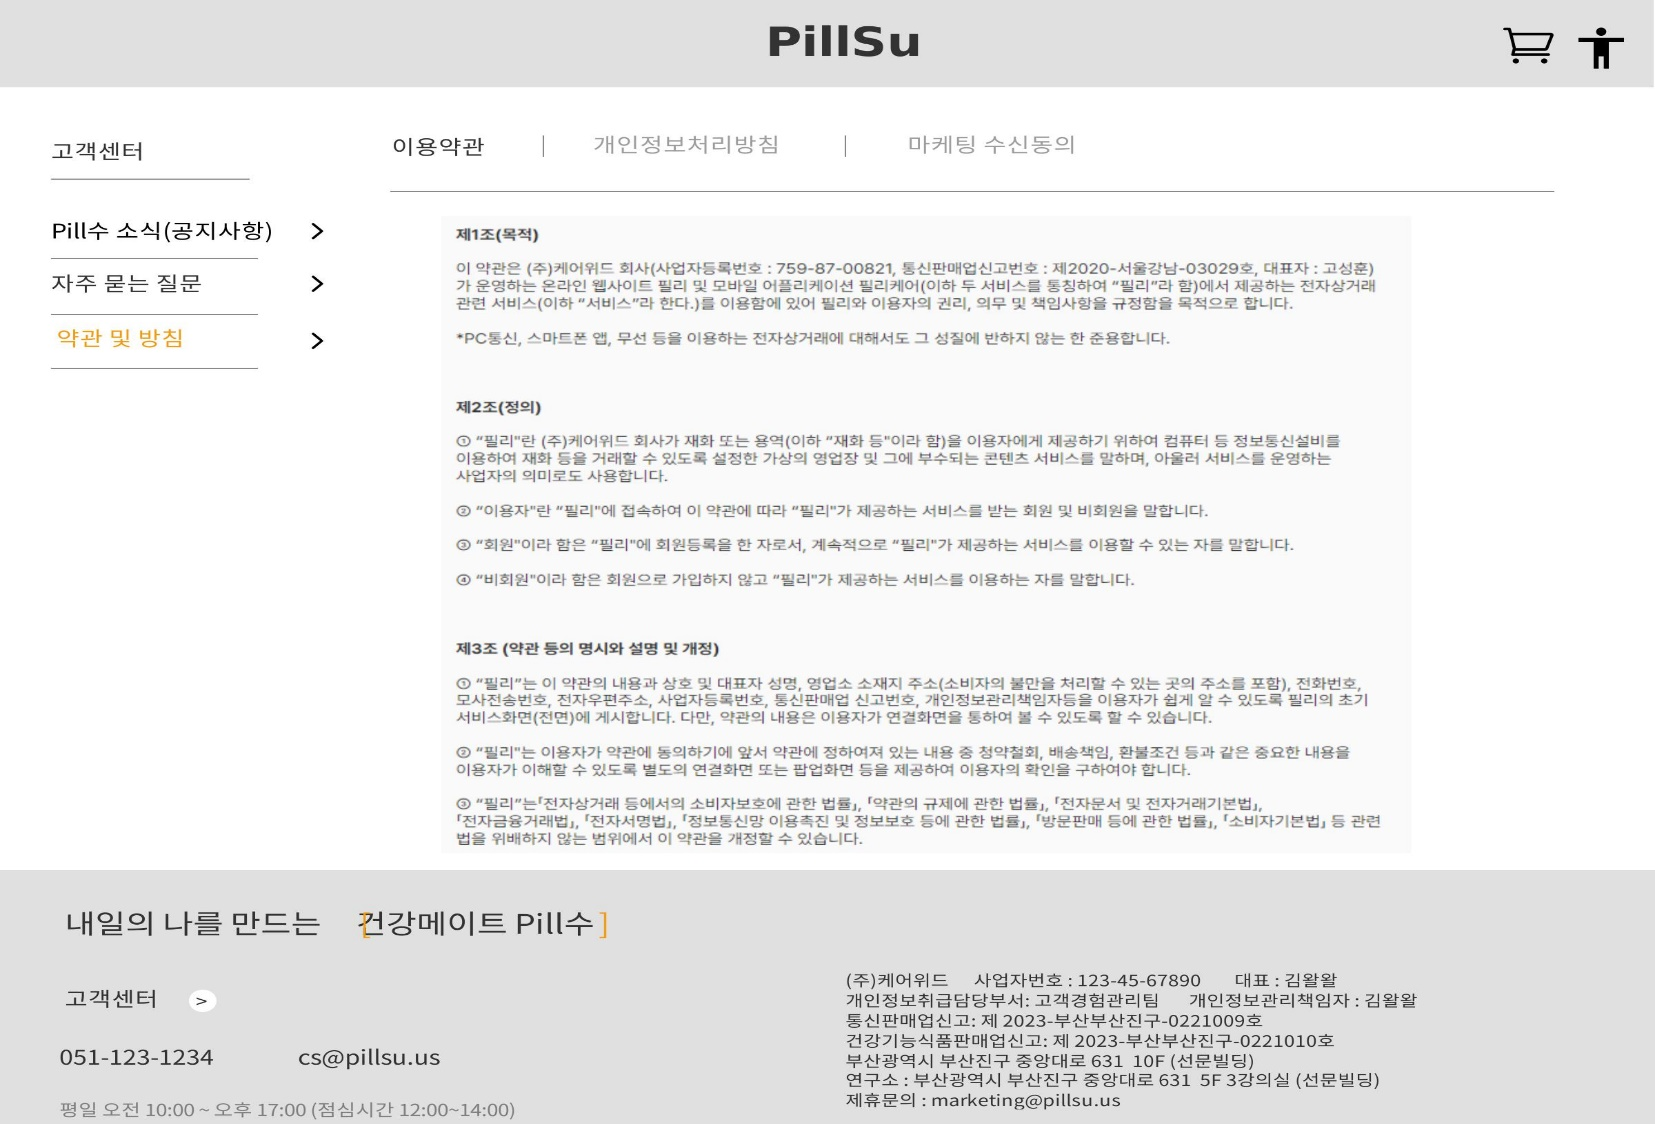 PillSu
고객센터
Pill수 소식(공지사항) >
자주 묻는 질문 >
약관 및 방침 >
이용약관 | 개인정보처리방침 | 마케팅 수신동의
제1조(목적)
이 약관은 (주)케어위드 회사(사업자등록번호 : 759-87-00821, 통신판매업신고번호 : 제2020-서울강남-03029호, 대표자 : 고성훈)
가 운영하는 온라인 웹사이트 필리 및 모바일 어플리케이션 필리케어(이하 두 서비스를 통칭하여 “필리”라 함)에서 제공하는 전자상거래
관련 서비스(이하 “서비스”라 한다.)를 이용함에 있어 필리와 이용자의 권리, 의무 및 책임사항을 규정함을 목적으로 합니다.
*PC통신, 스마트폰 앱, 무선 등을 이용하는 전자상거래에 대해서도 그 성질에 반하지 않는 한 준용합니다.
제2조(정의)
① “필리"란 (주)케어위드 회사가 재화 또는 용역(이하 “재화 등"이라 함)을 이용자에게 제공하기 위하여 컴퓨터 등 정보통신설비를
이용하여 재화 등을 거래할 수 있도록 설정한 가상의 영업장 및 그에 부수되는 콘텐츠 서비스를 말하며, 아울러 서비스를 운영하는
사업자의 의미로도 사용합니다.
② “이용자"란 “필리"에 접속하여 이 약관에 따라 “필리"가 제공하는 서비스를 받는 회원 및 비회원을 말합니다.
③ “회원"이라 함은 “필리"에 회원등록을 한 자로서, 계속적으로 “필리"가 제공하는 서비스를 이용할 수 있는 자를 말합니다.
④ “비회원"이라 함은 회원으로 가입하지 않고 “필리"가 제공하는 서비스를 이용하는 자를 말합니다.
제3조 (약관 등의 명시와 설명 및 개정)
① “필리”는 이 약관의 내용과 상호 및 대표자 성명, 영업소 소재지 주소(소비자의 불만을 처리할 수 있는 곳의 주소를 포함), 전화번호,
모사전송번호, 전자우편주소, 사업자등록번호, 통신판매업 신고번호, 개인정보관리책임자등을 이용자가 쉽게 알 수 있도록 필리의 초기
서비스화면(전면)에 게시합니다. 다만, 약관의 내용은 이용자가 연결화면을 통하여 볼 수 있도록 할 수 있습니다.
② “필리"는 이용자가 약관에 동의하기에 앞서 약관에 정하여져 있는 내용 중 청약철회, 배송책임, 환불조건 등과 같은 중요한 내용을
이용자가 이해할 수 있도록 별도의 연결화면 또는 팝업화면 등을 제공하여 이용자의 확인을 구하여야 합니다.
③ “필리”는「전자상거래 등에서의 소비자보호에 관한 법률」, 「약관의 규제에 관한 법률」, 「전자문서 및 전자거래기본법」,
「전자금융거래법」, 「전자서명법」, 「정보통신망 이용촉진 및 정보보호 등에 관한 법률」, 「방문판매 등에 관한 법률」, 「소비자기본법」 등 관련
법을 위배하지 않는 범위에서 이 약관을 개정할 수 있습니다.
내일의 나를 만드는 [건강메이트 Pill수]
고객센터 >
051-123-1234 cs@pillsu.us
평일 오전 10:00 ~ 오후 17:00 (점심시간 12:00~14:00)
(주)케어위드 사업자번호 : 123-45-67890 대표 : 김왈왈
개인정보취급담당부서: 고객경험관리팀 개인정보관리책임자 : 김왈왈
통신판매업신고: 제 2023-부산부산진구-0221009호
건강기능식품판매업신고: 제 2023-부산부산진구-0221010호
부산광역시 부산진구 중앙대로 631 10F (선문빌딩)
연구소 : 부산광역시 부산진구 중앙대로 631 5F 3강의실 (선문빌딩)
제휴문의 : marketing@pillsu.us